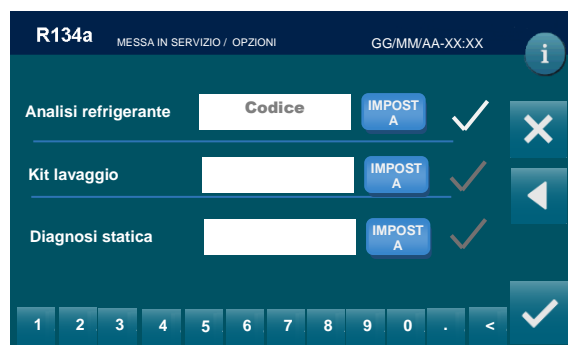 R134a MESSA IN SERVIZIO / OPZIONI GG/MM/AA-XX:XX
i
Analisi refrigerante Codice IMPOST
A
Kit lavaggio IMPOST
A
Diagnosi statica IMPOST
A
1 2 3 4 5 6 7 8 9 0 . <